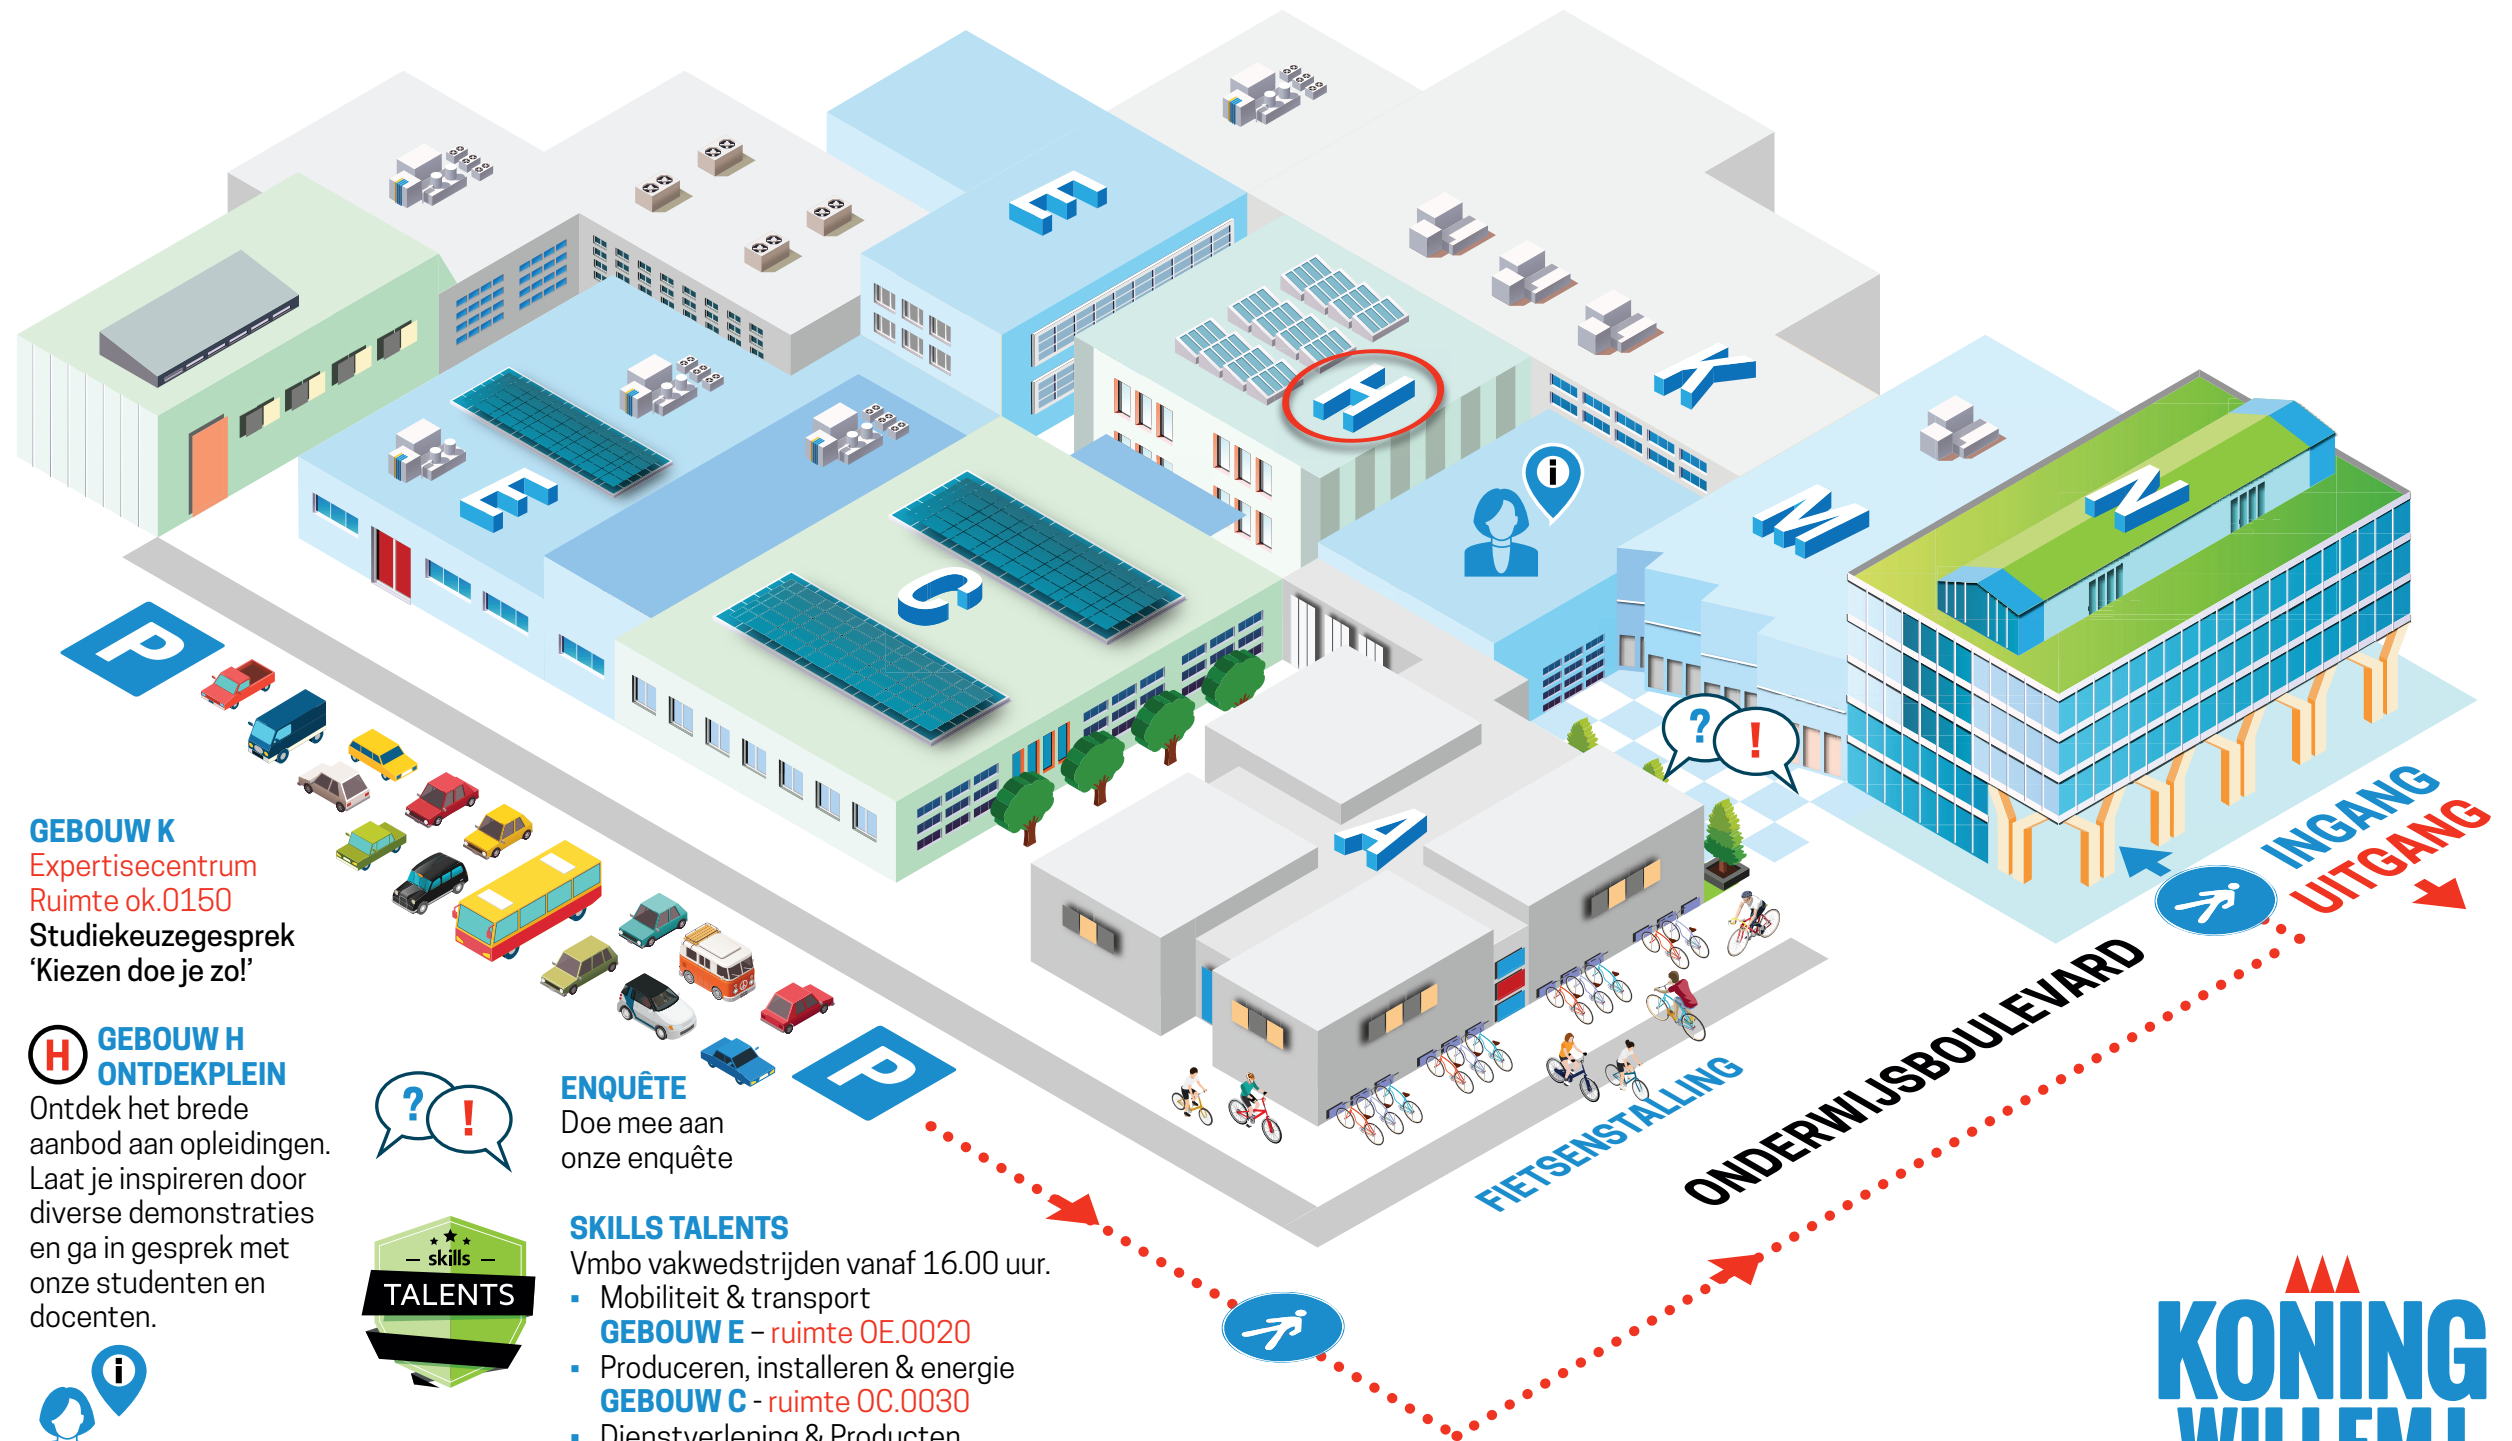 E
H
K
E
C
M
N
A
i
? !
P
P
INGANG
UITGANG
ONDERWIJSBOULEVARD
FIETSENSTALLING
GEBOUW K
Expertisecentrum
Ruimte ok.0150
Studiekeuzegesprek
‘Kiezen doe je zo!’
H GEBOUW H
ONTDEKPLEIN
Ontdek het brede
aanbod aan opleidingen.
Laat je inspireren door
diverse demonstraties
en ga in gesprek met
onze studenten en
docenten.
i
? !
ENQUÊTE
Doe mee aan
onze enquête
skills
TALENTS
SKILLS TALENTS
Vmbo vakwedstrijden vanaf 16.00 uur.
▪ Mobiliteit & transport
GEBOUW E – ruimte OE.0020
▪ Produceren, installeren & energie
GEBOUW C - ruimte OC.0030
▪ Dienstverlening & Producten
KONING
WILLEM I